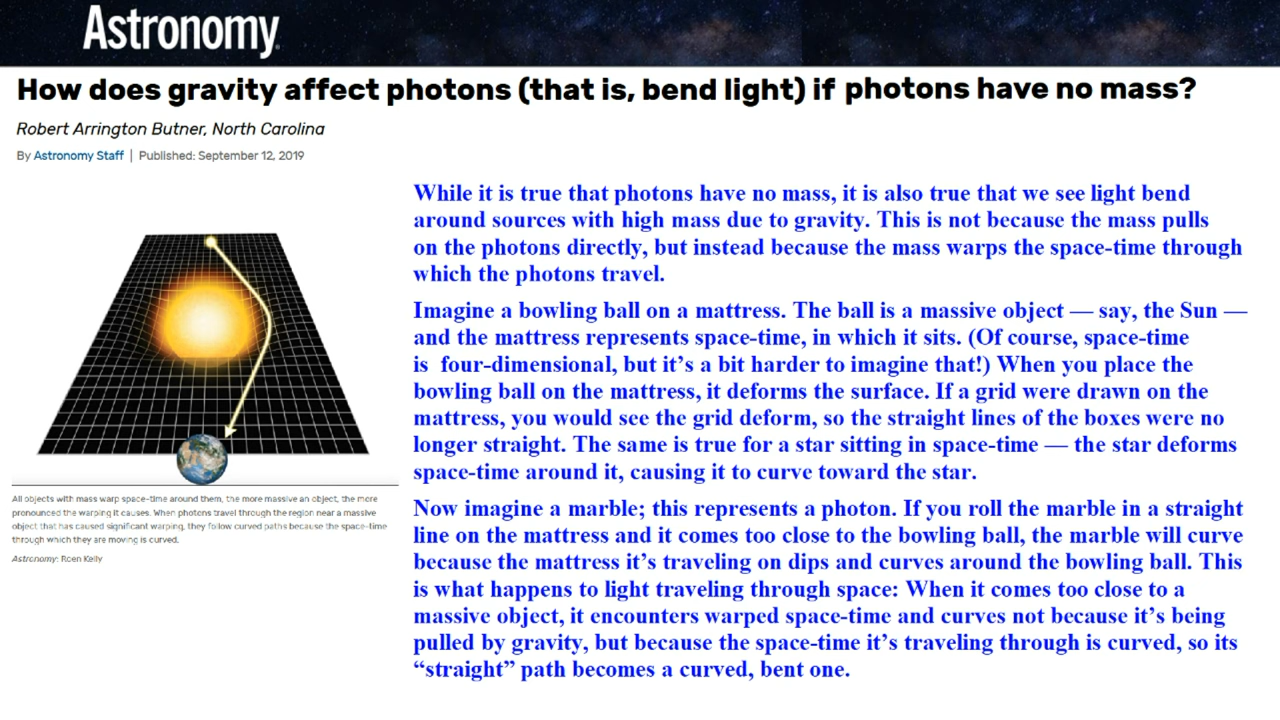 Astronomy
How does gravity affect photons (that is, bend light) if photons have no mass?
Robert Arrington Butner, North Carolina
By Astronomy Staff | Published: September 12, 2019
While it is true that photons have no mass, it is also true that we see light bend
around sources with high mass due to gravity. This is not because the mass pulls
on the photons directly, but instead because the mass warps the space-time through
which the photons travel.
Imagine a bowling ball on a mattress. The ball is a massive object — say, the Sun —
and the mattress represents space-time, in which it sits. (Of course, space-time
is four-dimensional, but it's a bit harder to imagine that!) When you place the
bowling ball on the mattress, it deforms the surface. If a grid were drawn on the
mattress, you would see the grid deform, so the straight lines of the boxes were no
longer straight. The same is true for a star sitting in space-time — the star deforms
space-time around it, causing it to curve toward the star.
Now imagine a marble; this represents a photon. If you roll the marble in a straight
line on the mattress and it comes too close to the bowling ball, the marble will curve
because the mattress it's traveling on dips and curves around the bowling ball. This
is what happens to light traveling through space: When it comes too close to a
massive object, it encounters warped space-time and curves not because it's being
pulled by gravity, but because the space-time it's traveling through is curved, so its
“straight” path becomes a curved, bent one.
All objects with mass warp space-time around them, the more massive an object, the more
pronounced the warping it causes. When photons travel through the region near a massive
object that has caused significant warping, they follow curved paths because the space-time
through which they are moving is curved.
Astronomy: Roen Kelly